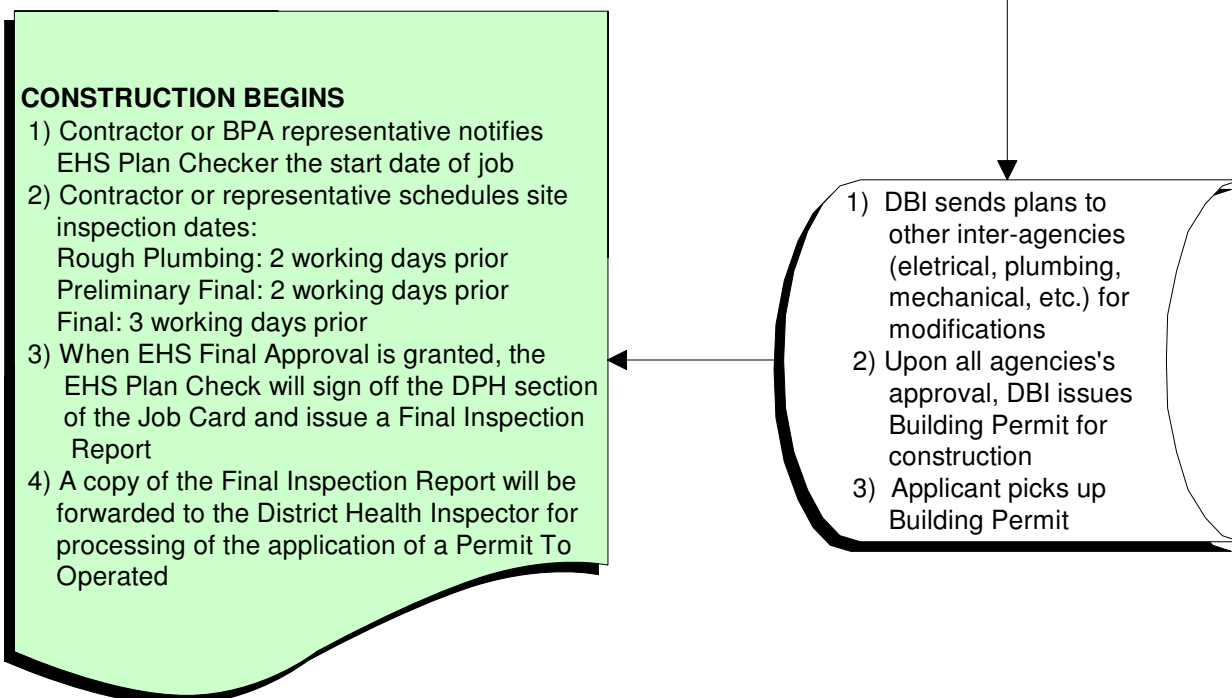 CONSTRUCTION BEGINS
1) Contractor or BPA representative notifies
EHS Plan Checker the start date of job
2) Contractor or representative schedules site
inspection dates:
Rough Plumbing: 2 working days prior
Preliminary Final: 2 working days prior
Final: 3 working days prior
3) When EHS Final Approval is granted, the
EHS Plan Check will sign off the DPH section
of the Job Card and issue a Final Inspection
Report
4) A copy of the Final Inspection Report will be
forwarded to the District Health Inspector for
processing of the application of a Permit To
Operated
1) DBI sends plans to
other inter-agencies
(eletrical, plumbing,
mechanical, etc.) for
modifications
2) Upon all agencies's
approval, DBI issues
Building Permit for
construction
3) Applicant picks up
Building Permit